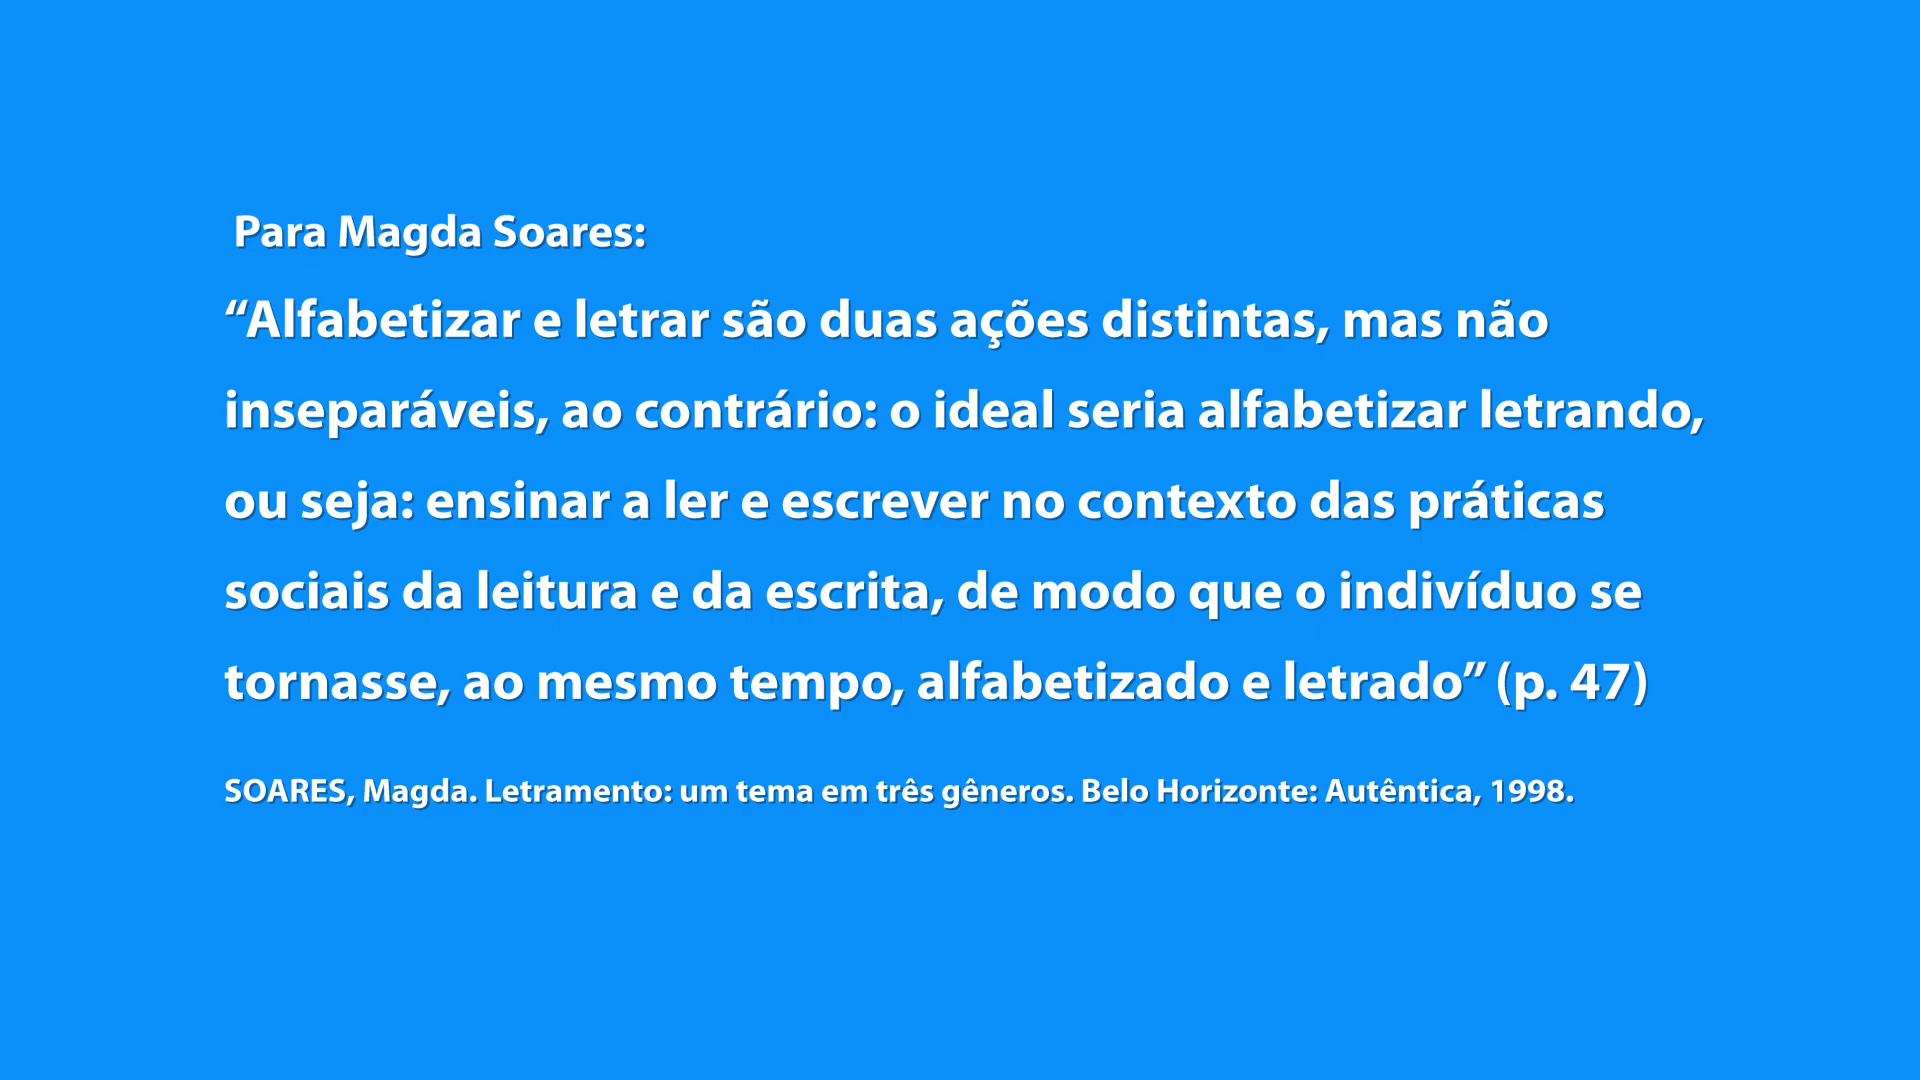 Para Magda Soares:
“Alfabetizar e letrar são duas ações distintas, mas não
inseparáveis, ao contrário: o ideal seria alfabetizar letrando,
ou seja: ensinar a ler e escrever no contexto das práticas
sociais da leitura e da escrita, de modo que o indivíduo se
tornasse, ao mesmo tempo, alfabetizado e letrado” (p. 47)
SOARES, Magda. Letramento: um tema em três gêneros. Belo Horizonte: Autêntica, 1998.